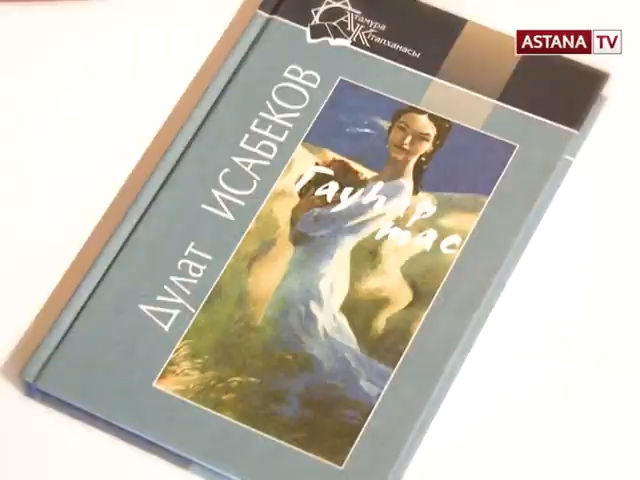 Атамұра
Кітапханасы
ASTANA TV
Дулат ИСАБЕКОВ
Гауһар
тас